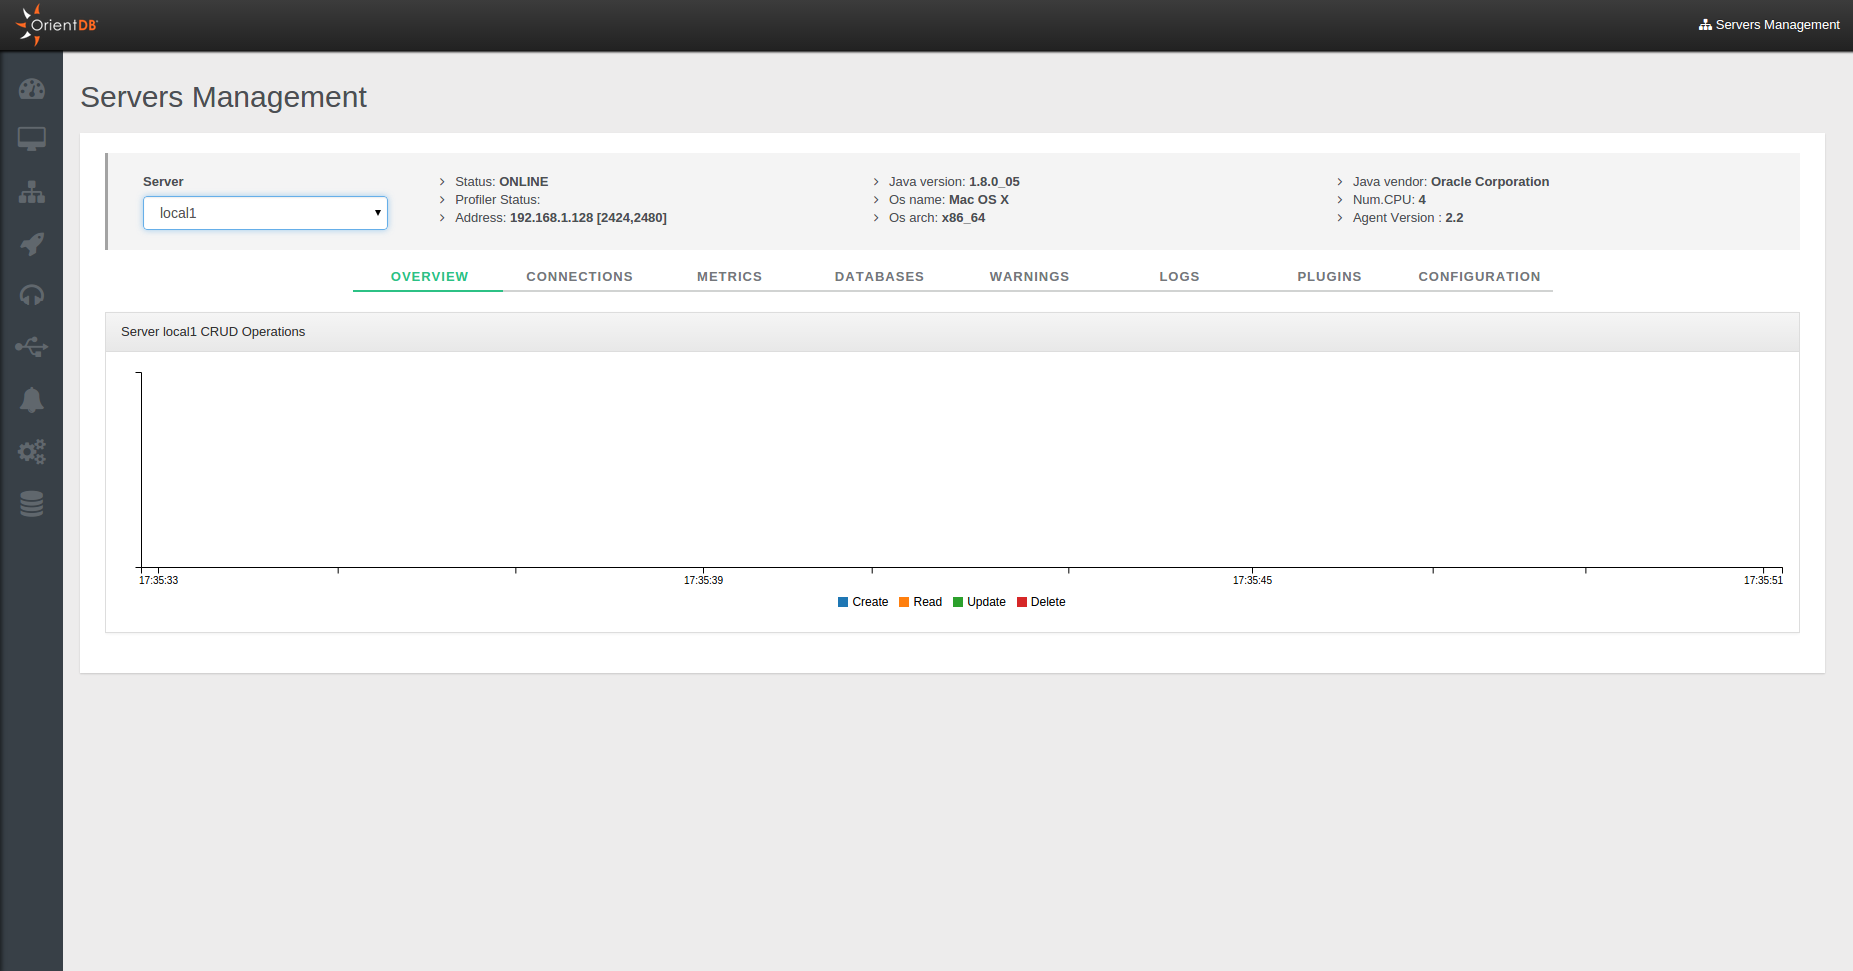 OrientDB
Servers Management
Servers Management
Server
local1
Status: ONLINE
Profiler Status:
Address: 192.168.1.128 [2424,2480]
Java version: 1.8.0_05
Os name: Mac OS X
Os arch: x86_64
Java vendor: Oracle Corporation
Num.CPU: 4
Agent Version : 2.2
OVERVIEW CONNECTIONS METRICS DATABASES WARNINGS LOGS PLUGINS CONFIGURATION
Server local1 CRUD Operations
17:35:33 17:35:39 17:35:45 17:35:51
Create Read Update Delete